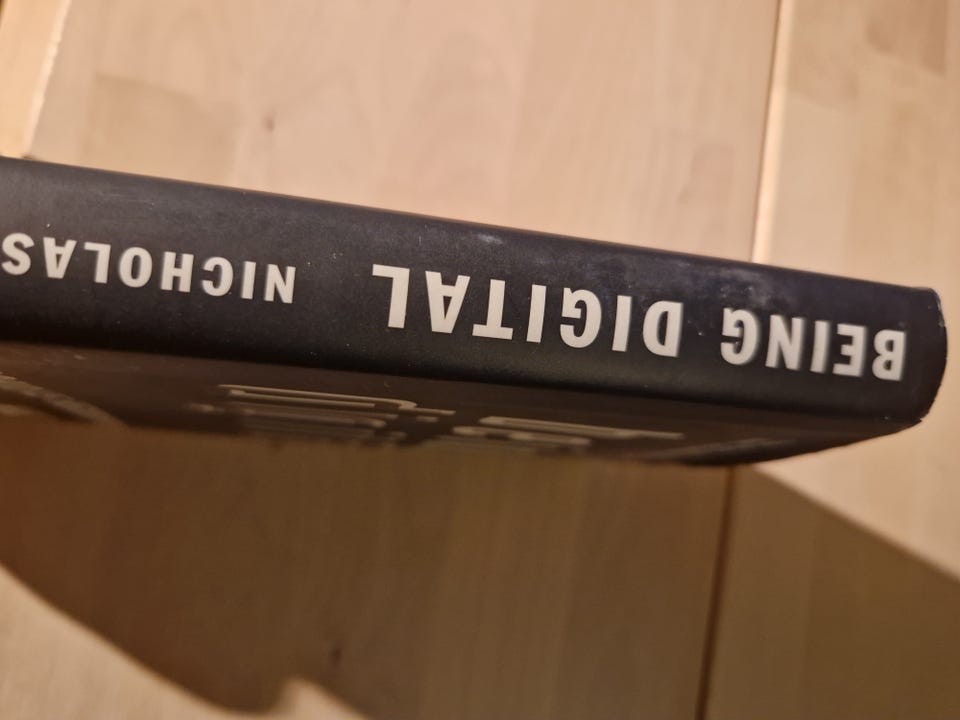 BEING DIGITAL NICHOLAS